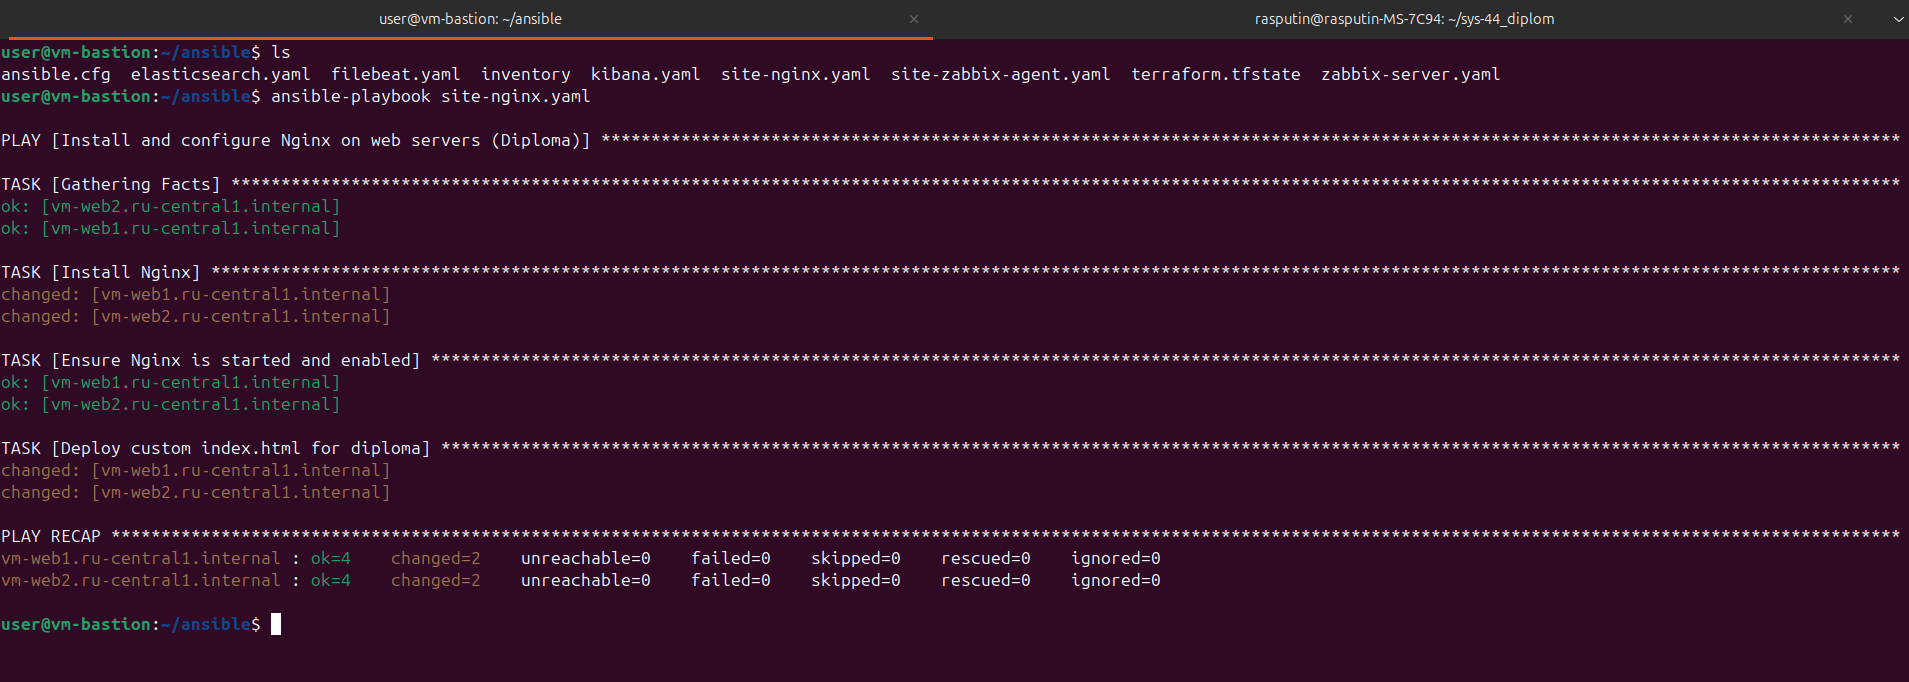 user@vm-bastion: ~/ansible × rasputin@rasputin-MS-7C94: ~/sys-44_diplom ×
user@vm-bastion:~/ansible$ ls
ansible.cfg  elasticsearch.yaml  filebeat.yaml  inventory  kibana.yaml  site-nginx.yaml  site-zabbix-agent.yaml  terraform.tfstate  zabbix-server.yaml
user@vm-bastion:~/ansible$ ansible-playbook site-nginx.yaml
PLAY [Install and configure Nginx on web servers (Diploma)] **********************************************************************************************************************************
TASK [Gathering Facts] ***********************************************************************************************************************************************************************
ok: [vm-web2.ru-central1.internal]
ok: [vm-web1.ru-central1.internal]
TASK [Install Nginx] *************************************************************************************************************************************************************************
changed: [vm-web1.ru-central1.internal]
changed: [vm-web2.ru-central1.internal]
TASK [Ensure Nginx is started and enabled] ***************************************************************************************************************************************************
ok: [vm-web1.ru-central1.internal]
ok: [vm-web2.ru-central1.internal]
TASK [Deploy custom index.html for diploma] **************************************************************************************************************************************************
changed: [vm-web1.ru-central1.internal]
changed: [vm-web2.ru-central1.internal]
PLAY RECAP ***********************************************************************************************************************************************************************************
vm-web1.ru-central1.internal : ok=4    changed=2    unreachable=0    failed=0    skipped=0    rescued=0    ignored=0
vm-web2.ru-central1.internal : ok=4    changed=2    unreachable=0    failed=0    skipped=0    rescued=0    ignored=0
user@vm-bastion:~/ansible$